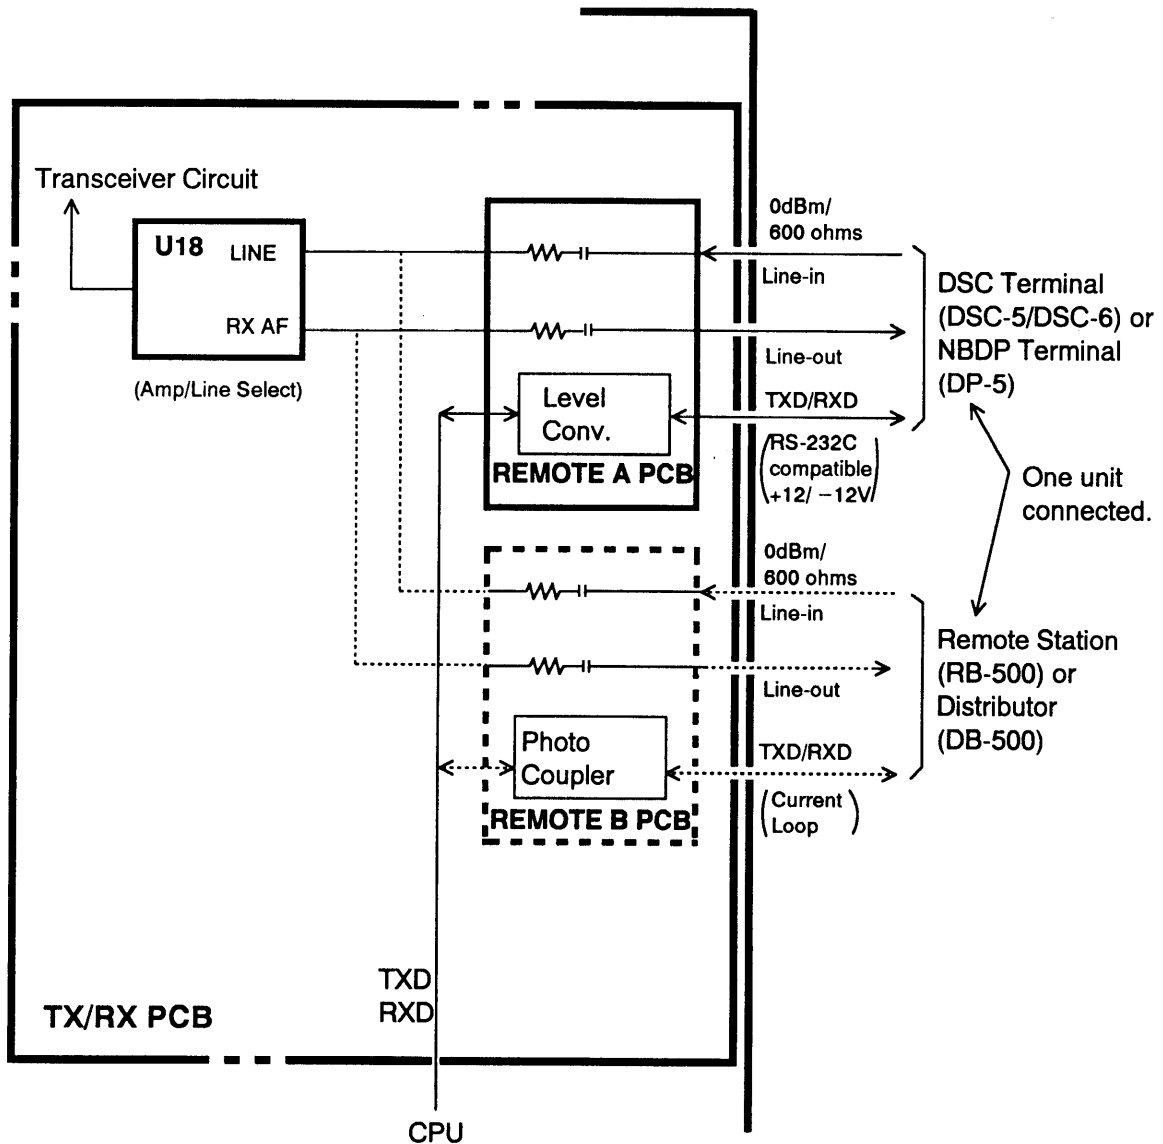 Transceiver Circuit
U18 LINE
RX AF
(Amp/Line Select)
0dBm/
600 ohms
Line-in
Line-out
Level
Conv.
TXD/RXD
REMOTE A PCB
(RS-232C
compatible
+12/ −12V)
DSC Terminal
(DSC-5/DSC-6) or
NBDP Terminal
(DP-5)
One unit
connected.
0dBm/
600 ohms
Line-in
Line-out
Photo
Coupler
TXD/RXD
REMOTE B PCB
(Current
Loop)
Remote Station
(RB-500) or
Distributor
(DB-500)
TXD
RXD
TX/RX PCB
CPU